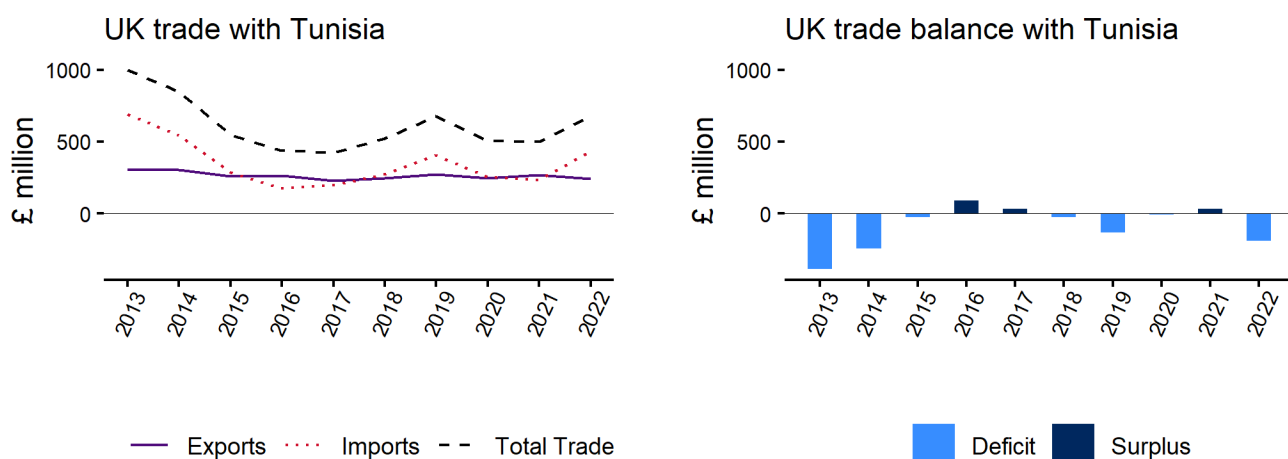 UK trade with Tunisia
£ million
1000
500
0
2013 2014 2015 2016 2017 2018 2019 2020 2021 2022
Exports Imports Total Trade
UK trade balance with Tunisia
£ million
1000
500
0
2013 2014 2015 2016 2017 2018 2019 2020 2021 2022
Deficit Surplus